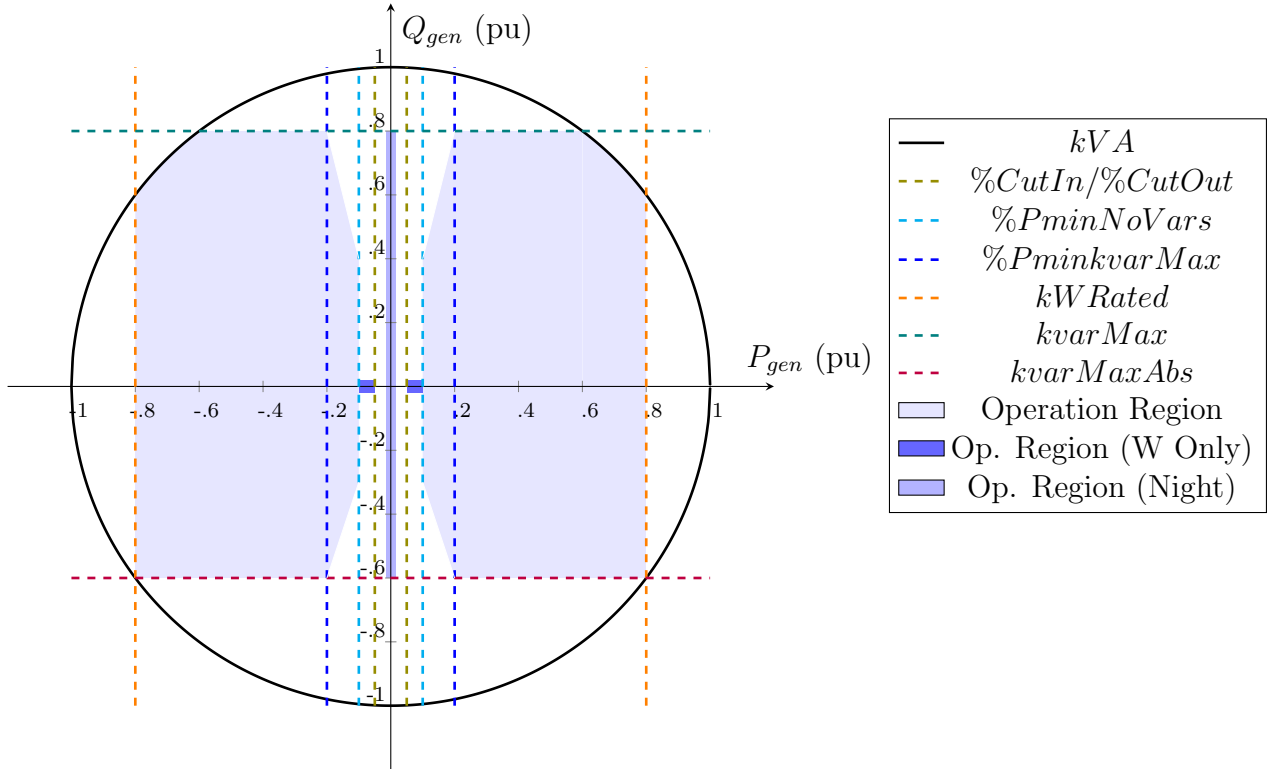 Q_gen (pu)
1
.8
.6
.4
.2
P_gen (pu)
-1 -.8 -.6 -.4 -.2 .2 .4 .6 .8 1
-.2
-.4
-.6
-.8
-1
kVA
%CutIn/%CutOut
%PminNoVars
%PminkvarMax
kWRated
kvarMax
kvarMaxAbs
Operation Region
Op. Region (W Only)
Op. Region (Night)